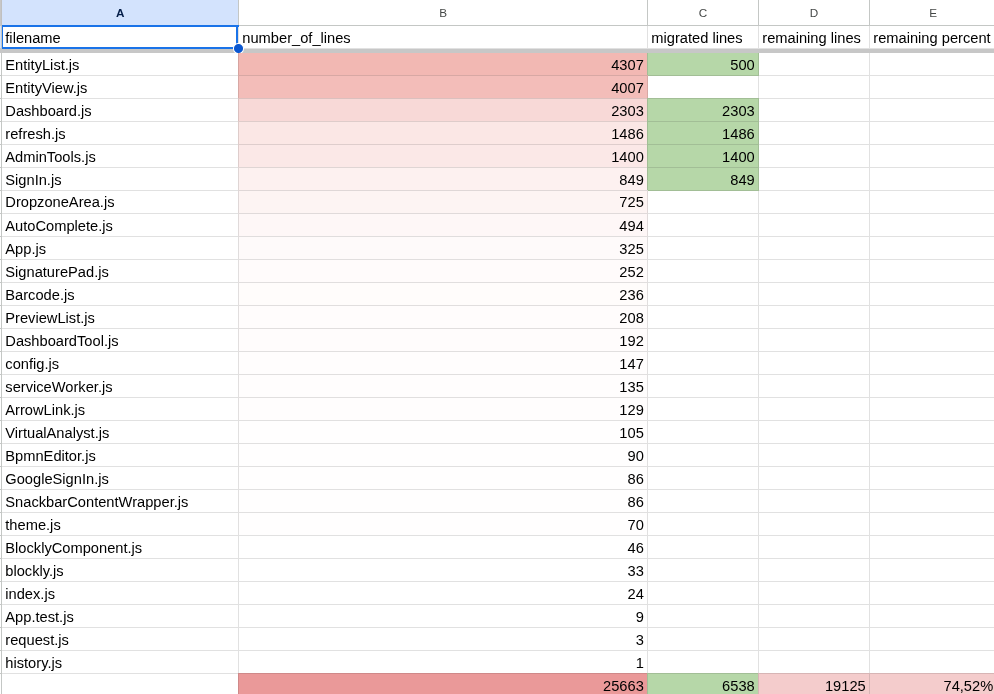 A B C D E
filename number_of_lines migrated lines remaining lines remaining percent
EntityList.js 4307 500
EntityView.js 4007
Dashboard.js 2303 2303
refresh.js 1486 1486
AdminTools.js 1400 1400
SignIn.js 849 849
DropzoneArea.js 725
AutoComplete.js 494
App.js 325
SignaturePad.js 252
Barcode.js 236
PreviewList.js 208
DashboardTool.js 192
config.js 147
serviceWorker.js 135
ArrowLink.js 129
VirtualAnalyst.js 105
BpmnEditor.js 90
GoogleSignIn.js 86
SnackbarContentWrapper.js 86
theme.js 70
BlocklyComponent.js 46
blockly.js 33
index.js 24
App.test.js 9
request.js 3
history.js 1
25663 6538 19125 74,52%